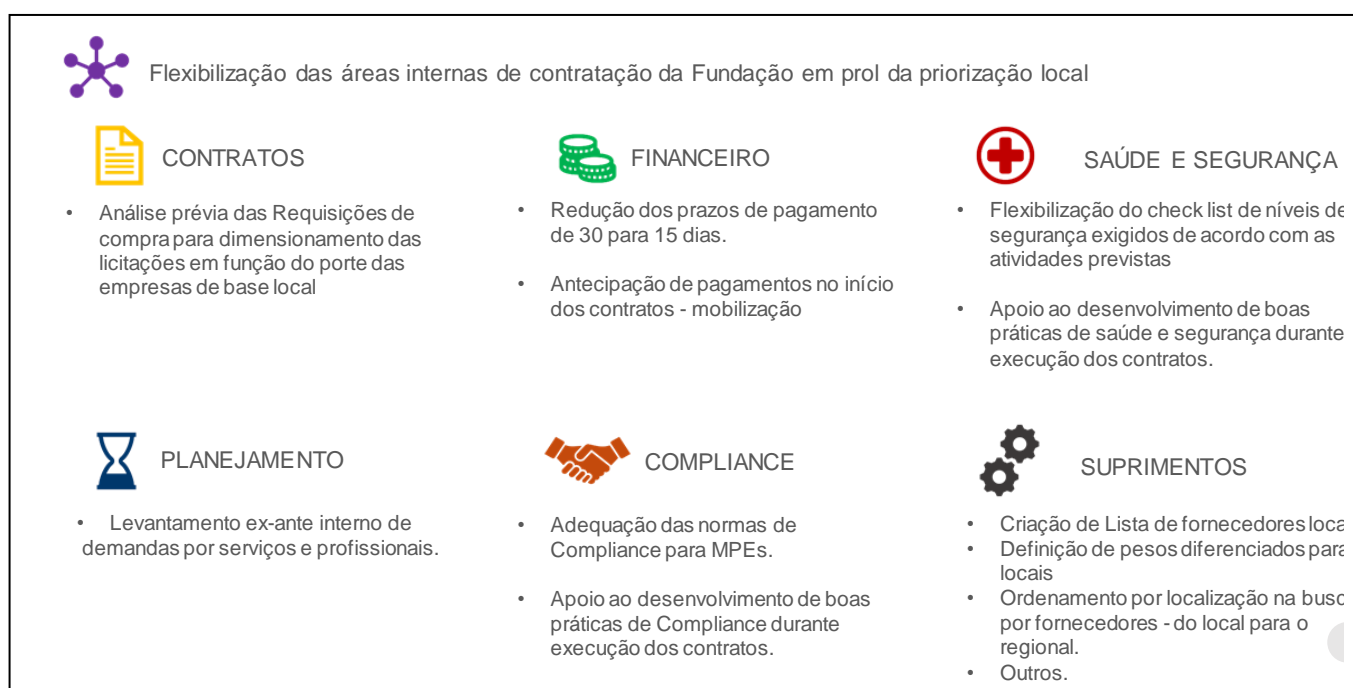 Flexibilização das áreas internas de contratação da Fundação em prol da priorização local
CONTRATOS
• Análise prévia das Requisições de
compra para dimensionamento das
licitações em função do porte das
empresas de base local
FINANCEIRO
• Redução dos prazos de pagamento
de 30 para 15 dias.
• Antecipação de pagamentos no início
dos contratos - mobilização
SAÚDE E SEGURANÇA
• Flexibilização do check list de níveis de
segurança exigidos de acordo com as
atividades previstas
• Apoio ao desenvolvimento de boas
práticas de saúde e segurança durante
execução dos contratos.
PLANEJAMENTO
• Levantamento ex-ante interno de
demandas por serviços e profissionais.
COMPLIANCE
• Adequação das normas de
Compliance para MPEs.
• Apoio ao desenvolvimento de boas
práticas de Compliance durante
execução dos contratos.
SUPRIMENTOS
• Criação de Lista de fornecedores
• Definição de pesos diferenciados para
locais
• Ordenamento por localização na
por fornecedores - do local para o
regional.
• Outros.